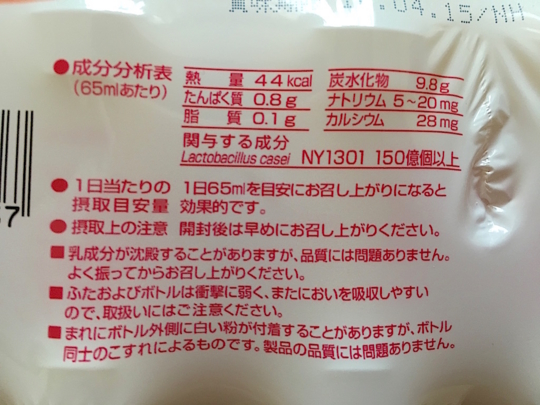 賞味期限 .04.15/MH
●成分分析表
(65mlあたり)
熱量 44kcal 炭水化物 9.8g
たんぱく質 0.8g ナトリウム 5～20mg
脂質 0.1g カルシウム 28mg
関与する成分
Lactobacillus casei NY1301 150億個以上
●1日当たりの 1日65mlを目安にお召し上がりになると
摂取目安量 効果的です。
●摂取上の注意 開封後は早めにお召し上がりください。
■乳成分が沈殿することがありますが、品質には問題ありません。
よく振ってからお召し上がりください。
■ふたおよびボトルは衝撃に弱く、またにおいを吸収しやすい
ので、取扱いにはご注意ください。
■まれにボトル外側に白い粉が付着することがありますが、ボトル
同士のこすれによるものです。製品の品質には問題ありません。
7